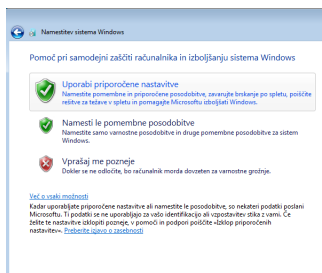 Namestitev sistema Windows
Pomoč pri samodejni zaščiti računalnika in izboljšanju sistema Windows
Uporabi priporočene nastavitve
Namestite pomembne in priporočene posodobitve, zavarujte brskanje po spletu, poiščite
rešitve za težave v spletu in pomagajte Microsoftu izboljšati Windows.
Namesti le pomembne posodobitve
Namestite samo varnostne posodobitve in druge pomembne posodobitve za sistem
Windows.
Vprašaj me pozneje
Dokler se ne odločite, bo računalnik morda dovzeten za varnostne grožnje.
Več o vsaki možnosti
Kadar uporabljate priporočene nastavitve ali namestite le posodobitve, so nekateri podatki poslani
Microsoftu. Ti podatki se ne uporabljajo za vašo identifikacijo ali vzpostavitev stika z vami. Če
želite te nastavitve izklopiti pozneje, v pomoči in podpori poiščite »Izklop priporočenih
nastavitev«. Preberite izjavo o zasebnosti